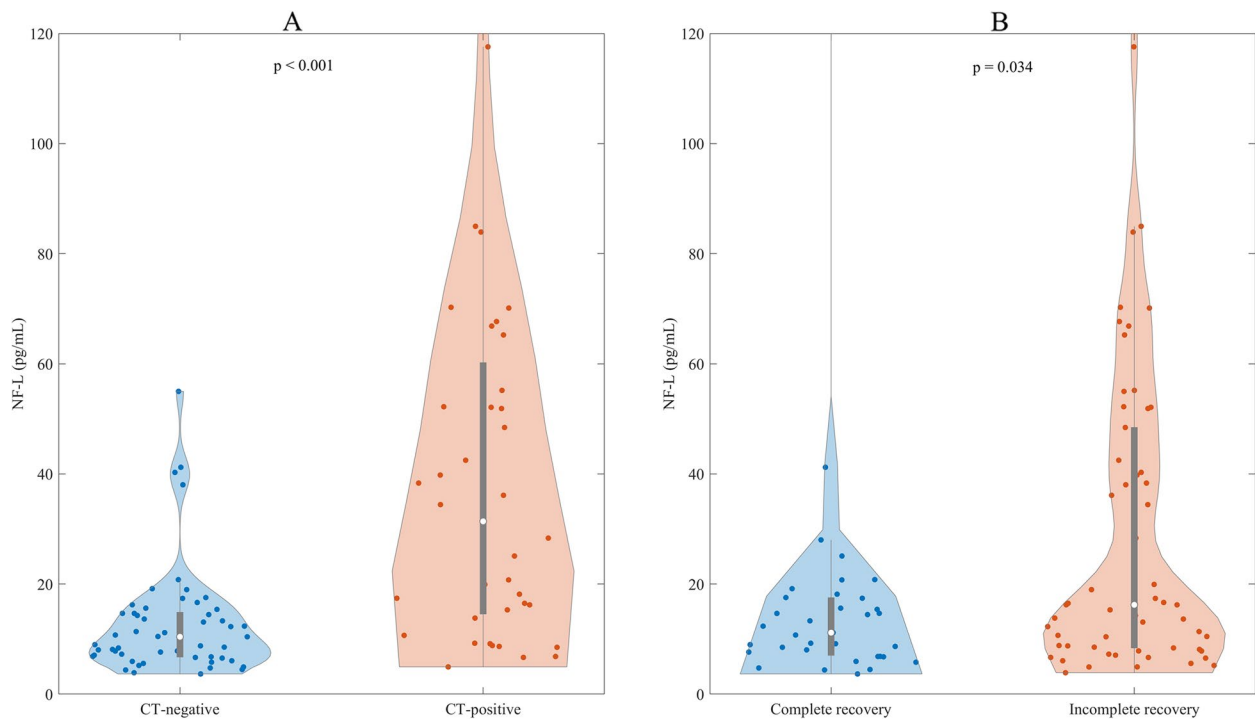 A
B
p < 0.001
p = 0.034
NF-L (pg/mL)
120
100
80
60
40
20
0
CT-negative
CT-positive
NF-L (pg/mL)
120
100
80
60
40
20
0
Complete recovery
Incomplete recovery